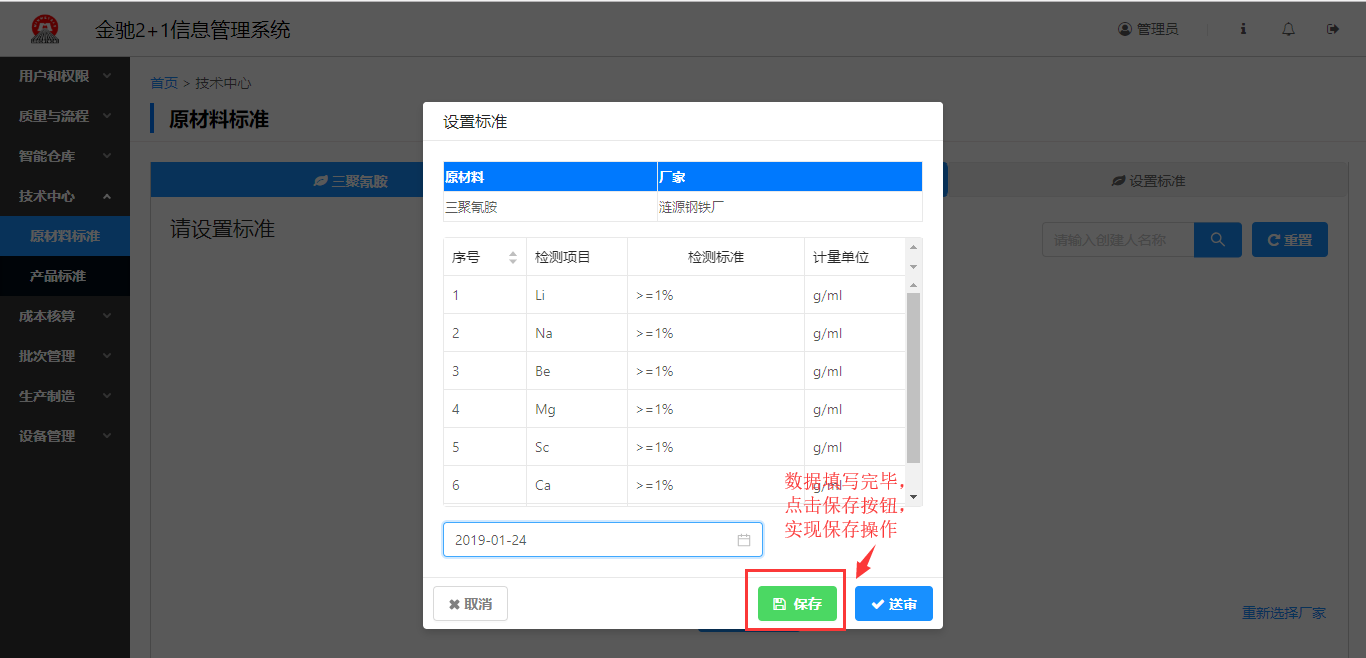 金驰2+1信息管理系统
管理员
用户和权限
质量与流程
智能仓库
技术中心
原材料标准
产品标准
成本核算
批次管理
生产制造
设备管理
首页 > 技术中心
原材料标准
三聚氰胺
设置标准
请设置标准
请输入创建人名称
重置
重新选择厂家
设置标准
原材料 厂家
三聚氰胺 涟源钢铁厂
序号 检测项目 检测标准 计量单位
1 Li >=1% g/ml
2 Na >=1% g/ml
3 Be >=1% g/ml
4 Mg >=1% g/ml
5 Sc >=1% g/ml
6 Ca >=1% g/ml
2019-01-24
数据填写完毕，
点击保存按钮，
实现保存操作
取消
保存
送审